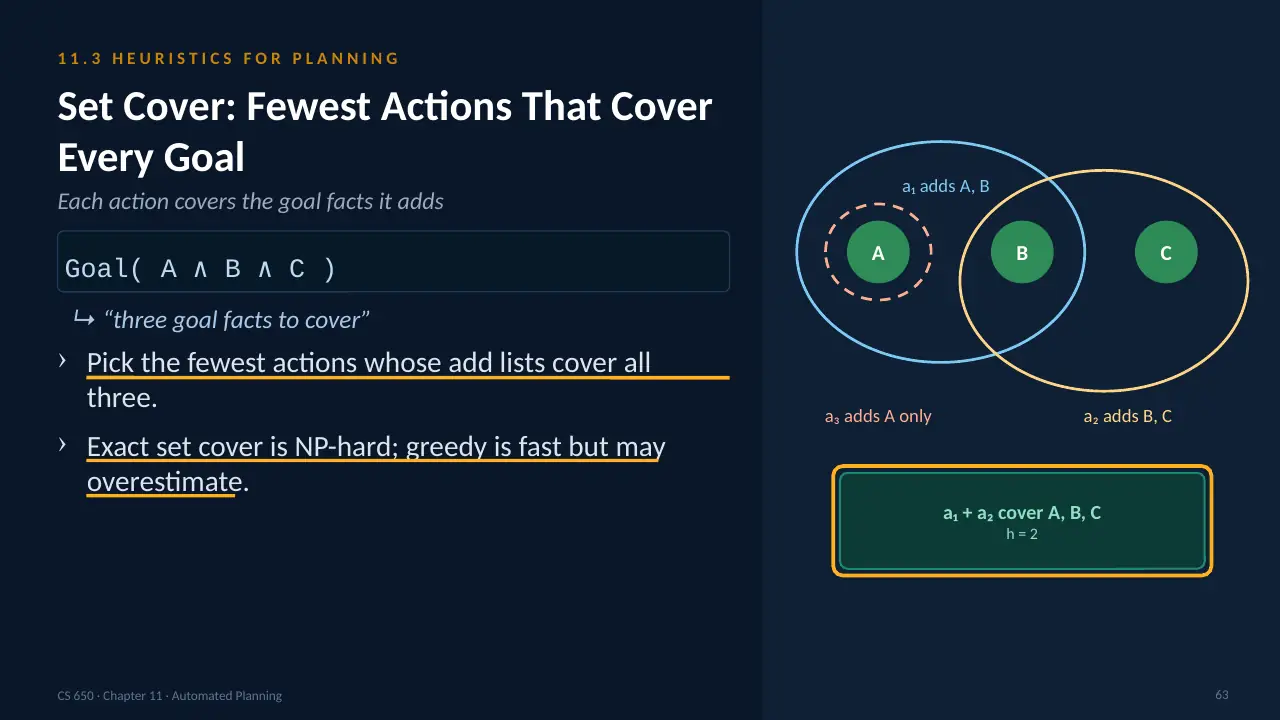 11.3 HEURISTICS FOR PLANNING
Set Cover: Fewest Actions That Cover
Every Goal
Each action covers the goal facts it adds
Goal( A ∧ B ∧ C )
↪ “three goal facts to cover”
› Pick the fewest actions whose add lists cover all
three.
› Exact set cover is NP-hard; greedy is fast but may
overestimate.
a₁ adds A, B
A
B
C
a₃ adds A only
a₂ adds B, C
a₁ + a₂ cover A, B, C
h = 2
CS 650 · Chapter 11 · Automated Planning
63